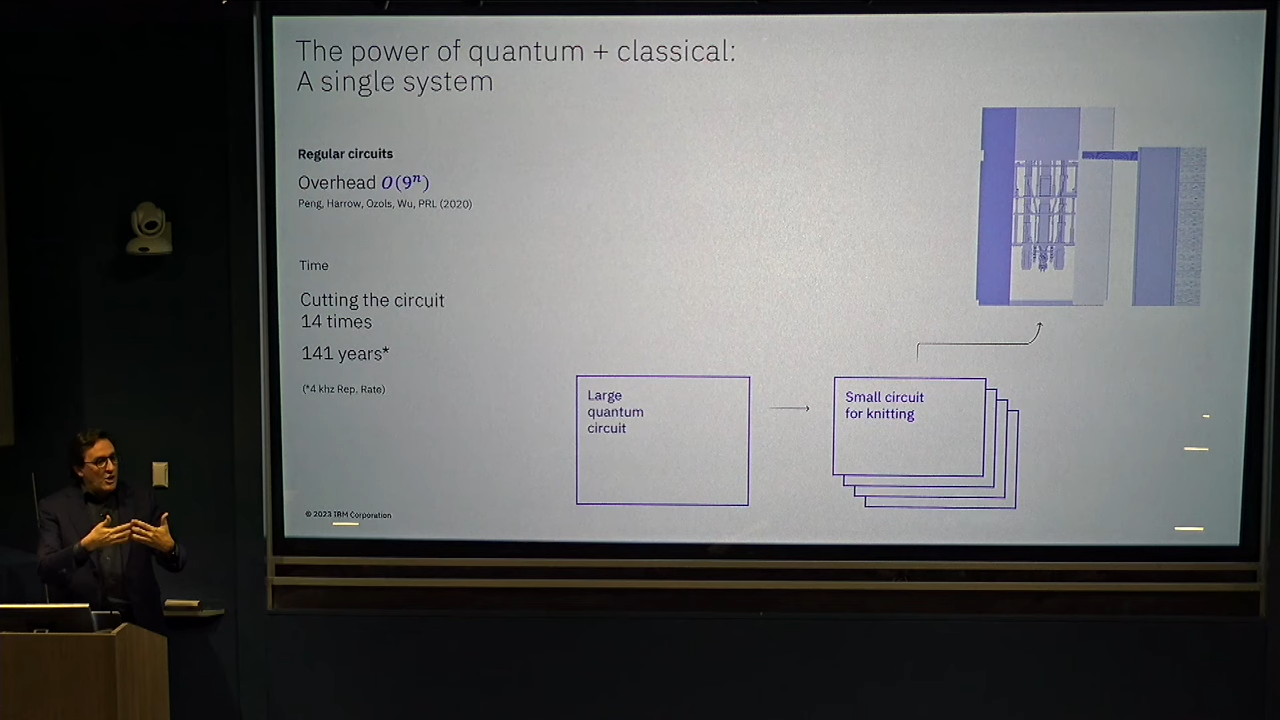 The power of quantum + classical:
A single system
Regular circuits
Overhead O(9ⁿ)
Peng, Harrow, Ozols, Wu, PRL (2020)
Time
Cutting the circuit
14 times
141 years*
(*4 khz Rep. Rate)
Large
quantum
circuit
Small circuit
for knitting
© 2023 IBM Corporation